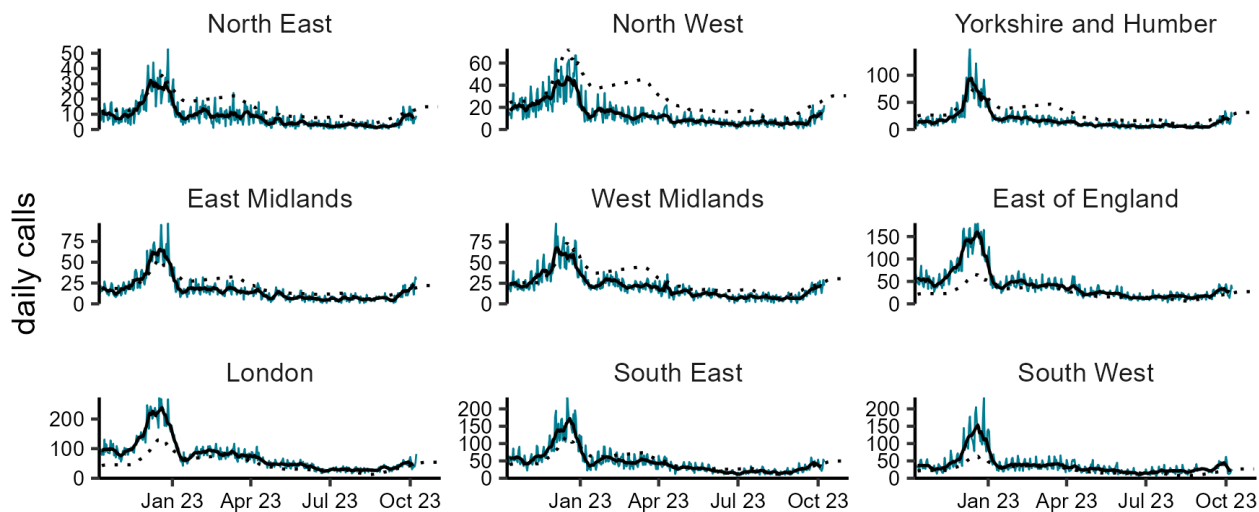 North East
North West
Yorkshire and Humber
50
40
30
20
10
0
60
40
20
0
100
50
0
daily calls
East Midlands
West Midlands
East of England
75
50
25
0
75
50
25
0
150
100
50
0
London
South East
South West
200
100
0
200
150
100
50
0
200
150
100
50
0
Jan 23 Apr 23 Jul 23 Oct 23
Jan 23 Apr 23 Jul 23 Oct 23
Jan 23 Apr 23 Jul 23 Oct 23